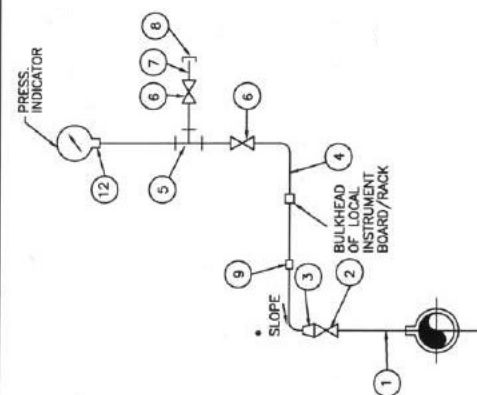 PRESS.
INDICATOR
8
7
6
12
5
6
4
BULKHEAD
OF LOCAL
INSTRUMENT
BOARD/RACK
9
* SLOPE
3
2
1